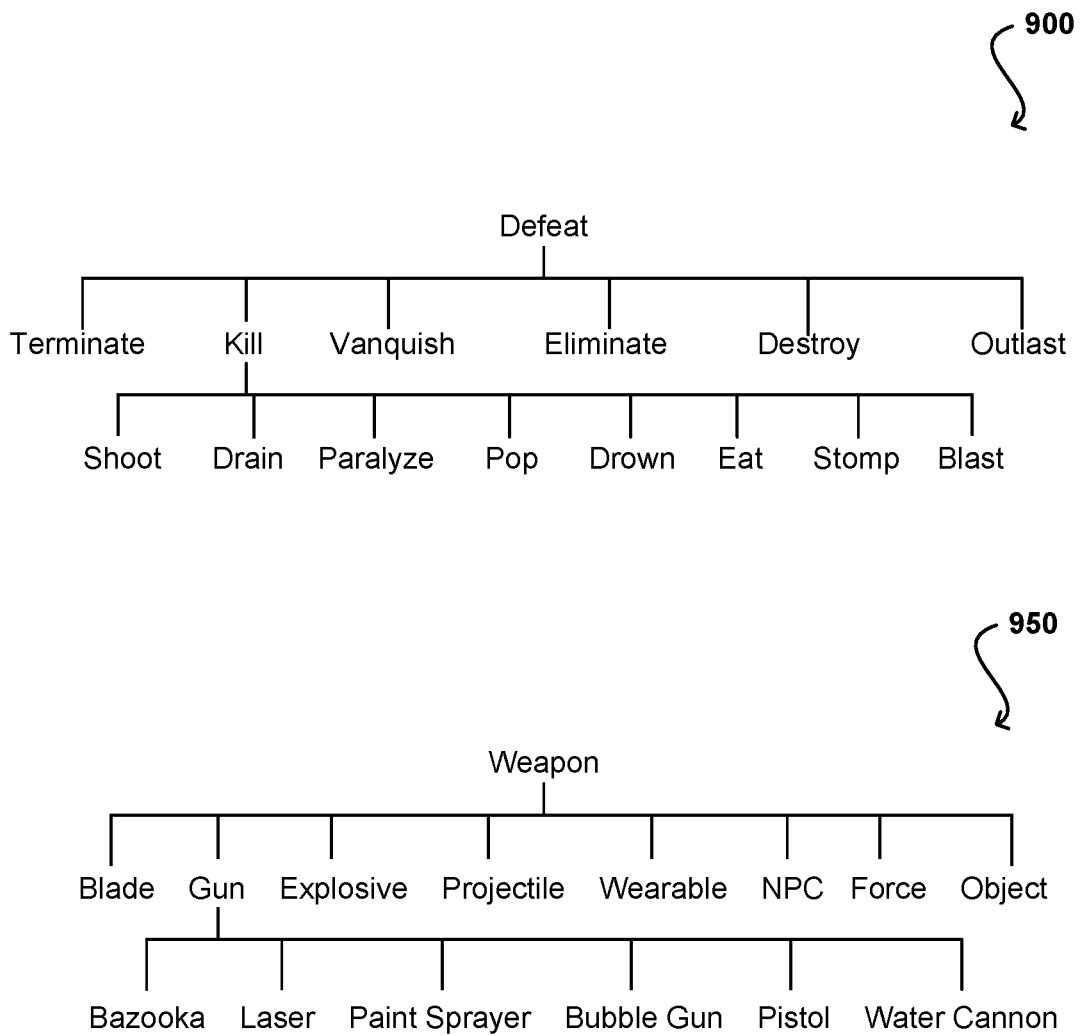 900
Defeat
Terminate Kill Vanquish Eliminate Destroy Outlast
Shoot Drain Paralyze Pop Drown Eat Stomp Blast
950
Weapon
Blade Gun Explosive Projectile Wearable NPC Force Object
Bazooka Laser Paint Sprayer Bubble Gun Pistol Water Cannon